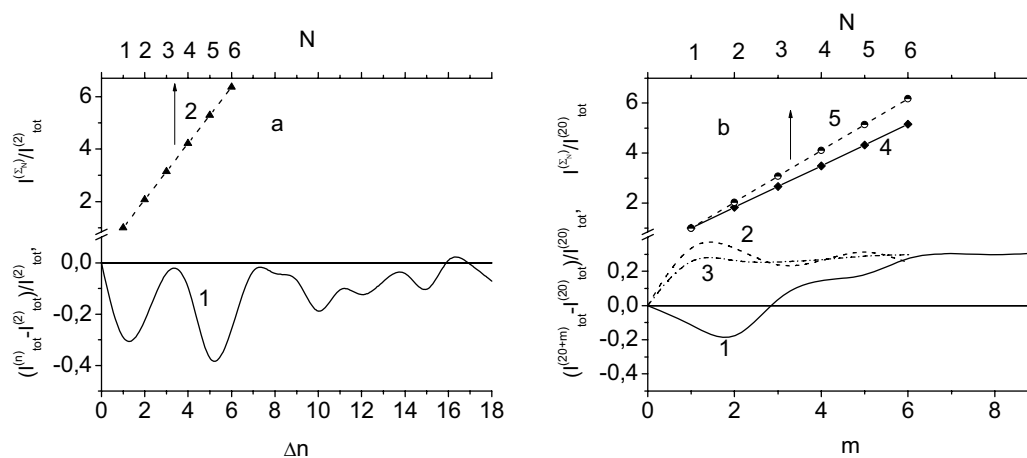 N
1 2 3 4 5 6
6
4
2
0,0
-0,2
-0,4
I^(Σ_N)/I^(2)_tot,
(I^(n)_tot-I^(2)_tot)/I^(2)_tot,
2
a
1
0 2 4 6 8 10 12 14 16 18
Δn
N
1 2 3 4 5 6
6
4
2
0,2
0,0
-0,2
-0,4
I^(Σ_N)/I^(20)_tot,
(I^(20+m)_tot-I^(20)_tot)/I^(20)_tot
b
5
4
2
3
1
0 2 4 6 8
m